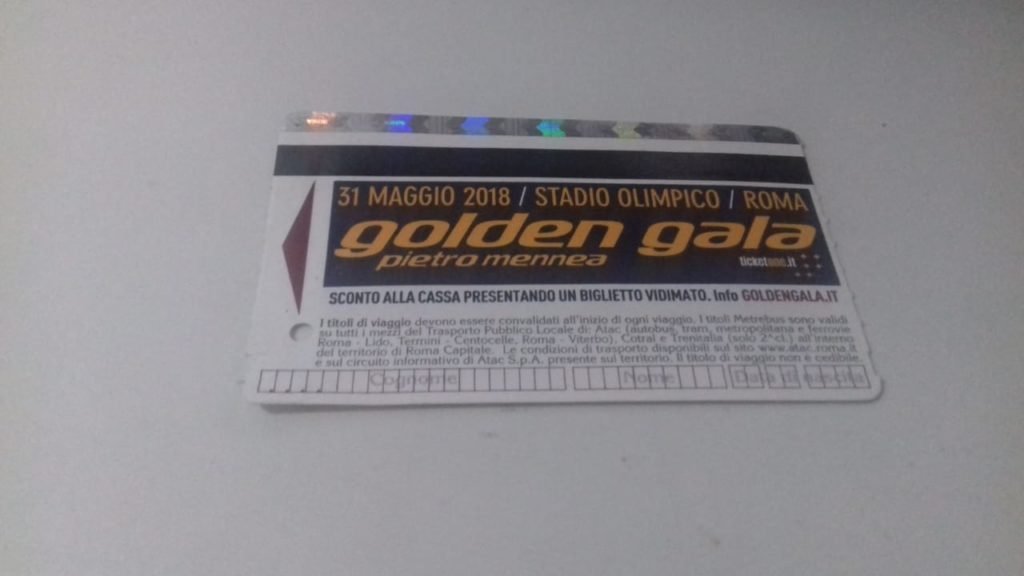 31 MAGGIO 2018 / STADIO OLIMPICO / ROMA
golden gala
pietro mennea
ticketone.it
SCONTO ALLA CASSA PRESENTANDO UN BIGLIETTO VIDIMATO. Info GOLDENGALA.IT
I titoli di viaggio devono essere convalidati all'inizio di ogni viaggio. I titoli Metrebus sono validi
su tutti i mezzi del Trasporto Pubblico Locale di: Atac (autobus, tram, metropolitana e ferrovie
Roma - Lido, Termini - Centocelle, Roma - Viterbo), Cotral e Trenitalia (solo 2^ cl.) all'interno
del territorio di Roma Capitale. Le condizioni di trasporto disponibili sul sito www.atac.roma.it
e sul circuito informativo di Atac S.p.A. presente sul territorio. Il titolo di viaggio non è cedibile.
Cognome Nome Data di nascita